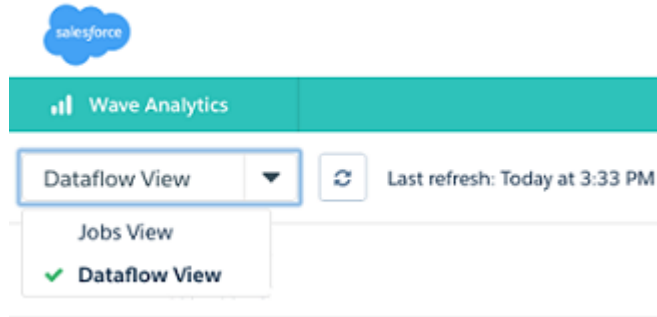 salesforce
Wave Analytics
Dataflow View
Last refresh: Today at 3:33 PM
Jobs View
Dataflow View